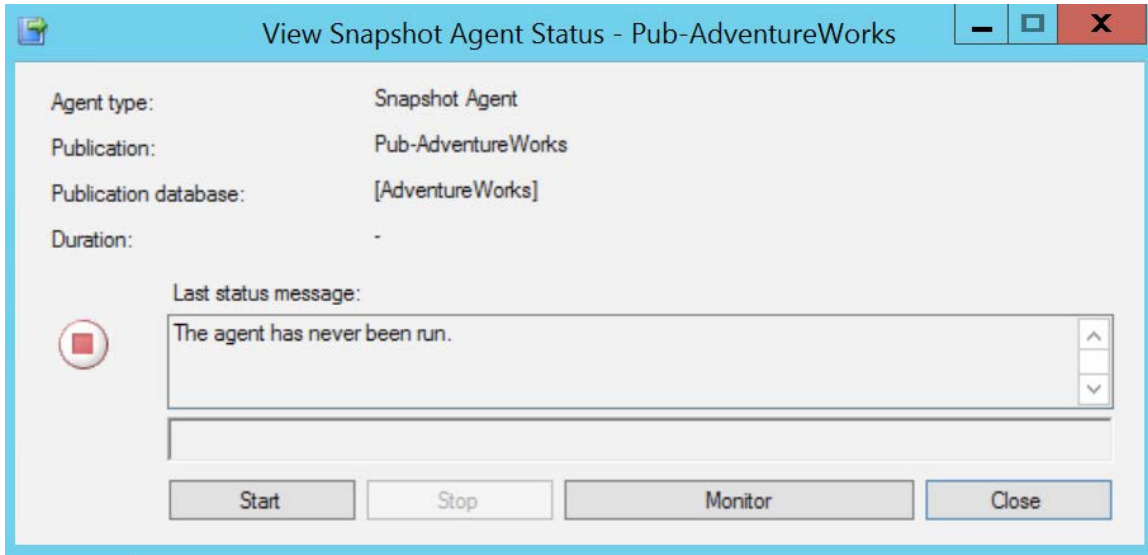 View Snapshot Agent Status - Pub-AdventureWorks
Agent type: Snapshot Agent
Publication: Pub-AdventureWorks
Publication database: [AdventureWorks]
Duration: -
Last status message:
The agent has never been run.
Start Stop Monitor Close